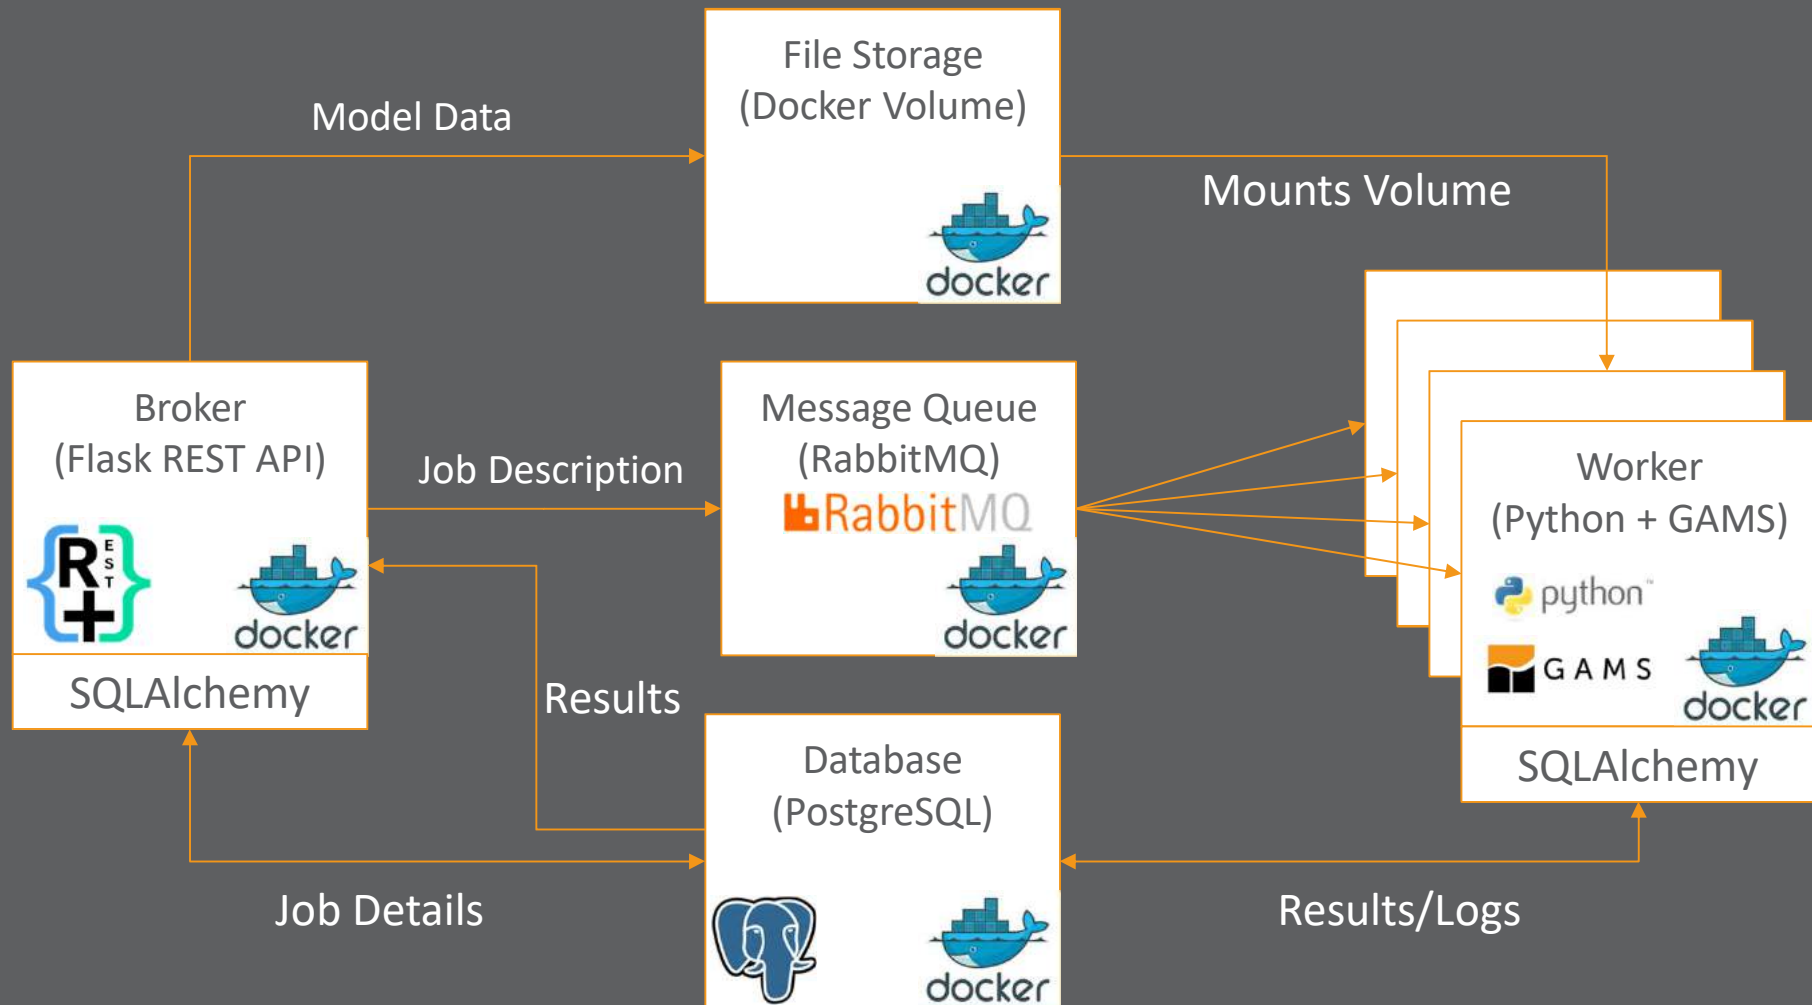 File Storage
(Docker Volume)
docker
Model Data
Mounts Volume
Broker
(Flask REST API)
R
E
S
T
docker
SQLAlchemy
Job Description
Message Queue
(RabbitMQ)
RabbitMQ
docker
Worker
(Python + GAMS)
python™
GAMS
docker
SQLAlchemy
Results
Database
(PostgreSQL)
docker
Job Details
Results/Logs